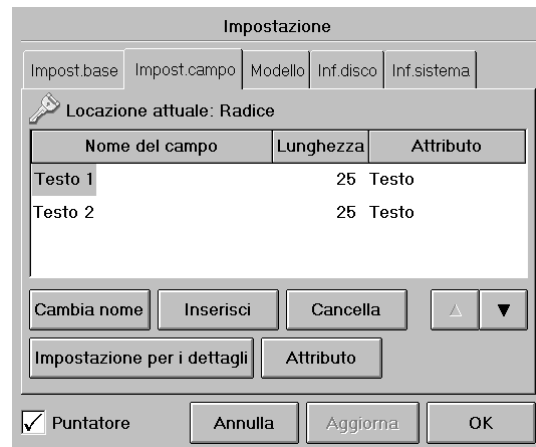 Impostazione
Impost.base Impost.campo Modello Inf.disco Inf.sistema
Locazione attuale: Radice
Nome del campo Lunghezza Attributo
Testo 1 25 Testo
Testo 2 25 Testo
Cambia nome Inserisci Cancella
Impostazione per i dettagli Attributo
Puntatore Annulla Aggiorna OK